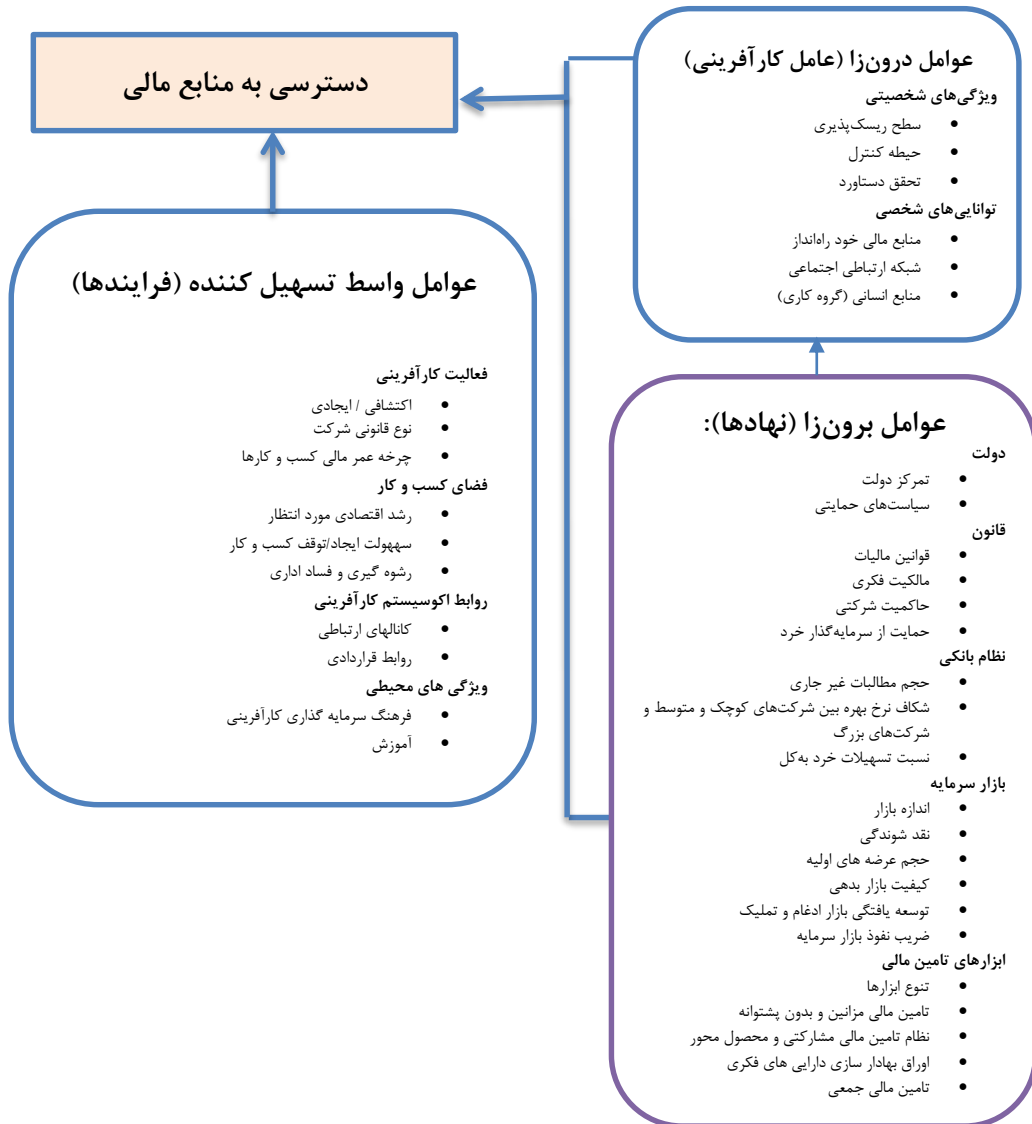 دسترسی به منابع مالی
عوامل درون‌زا (عامل کارآفرینی)
ویژگی‌های شخصیتی
• سطح ریسک‌پذیری
• حیطه کنترل
• تحقق دستاورد
توانایی‌های شخصی
• منابع مالی خود راه‌انداز
• شبکه ارتباطی اجتماعی
• منابع انسانی (گروه کاری)
عوامل واسط تسهیل کننده (فرایندها)
فعالیت کارآفرینی
• اکتشافی / ایجادی
• نوع قانونی شرکت
• چرخه عمر مالی کسب و کارها
فضای کسب و کار
• رشد اقتصادی مورد انتظار
• سههولت ایجاد/توقف کسب و کار
• رشوه گیری و فساد اداری
روابط اکوسیستم کارآفرینی
• کانالهای ارتباطی
• روابط قراردادی
ویژگی های محیطی
• فرهنگ سرمایه گذاری کارآفرینی
• آموزش
عوامل برون‌زا (نهادها):
دولت
• تمرکز دولت
• سیاست‌های حمایتی
قانون
• قوانین مالیات
• مالکیت فکری
• حاکمیت شرکتی
• حمایت از سرمایه‌گذار خرد
نظام بانکی
• حجم مطالبات غیر جاری
• شکاف نرخ بهره بین شرکت‌های کوچک و متوسط و
شرکت‌های بزرگ
• نسبت تسهیلات خرد به‌کل
بازار سرمایه
• اندازه بازار
• نقد شوندگی
• حجم عرضه های اولیه
• کیفیت بازار بدهی
• توسعه یافتگی بازار ادغام و تملیک
• ضریب نفوذ بازار سرمایه
ابزارهای تامین مالی
• تنوع ابزارها
• تامین مالی مزانین و بدون پشتوانه
• نظام تامین مالی مشارکتی و محصول محور
• اوراق بهادار سازی دارایی های فکری
• تامین مالی جمعی